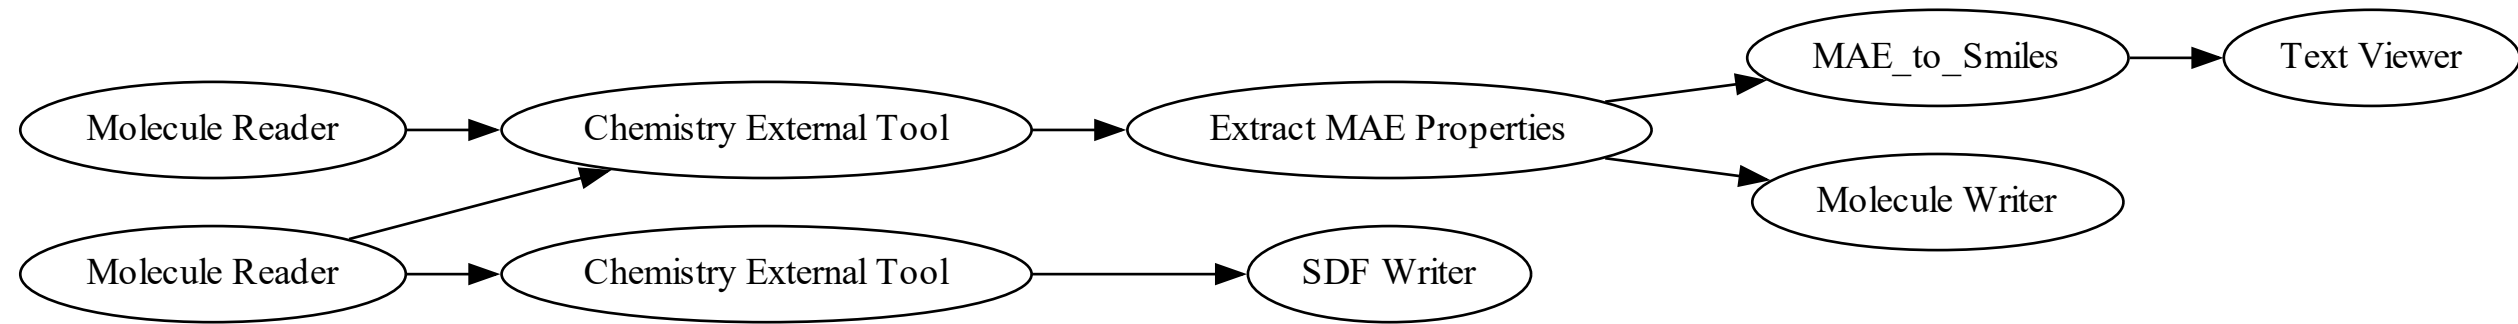 MAE_to_Smiles
Text Viewer
Molecule Reader
Chemistry External Tool
Extract MAE Properties
Molecule Writer
Molecule Reader
Chemistry External Tool
SDF Writer